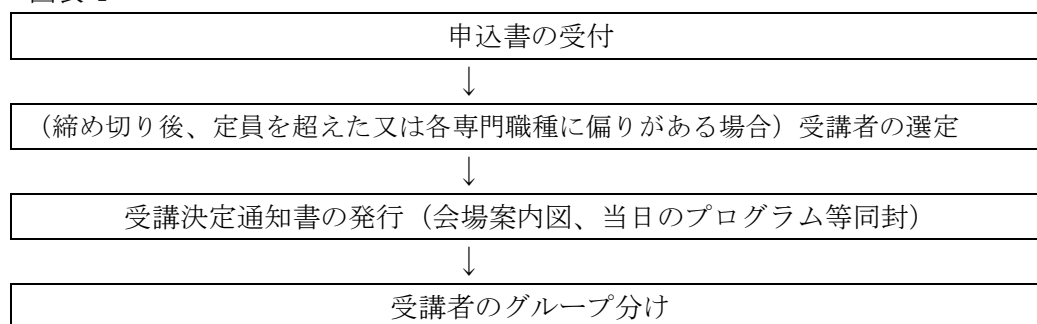 申込書の受付
↓
（締め切り後、定員を超えた又は各専門職種に偏りがある場合）受講者の選定
↓
受講決定通知書の発行（会場案内図、当日のプログラム等同封）
↓
受講者のグループ分け